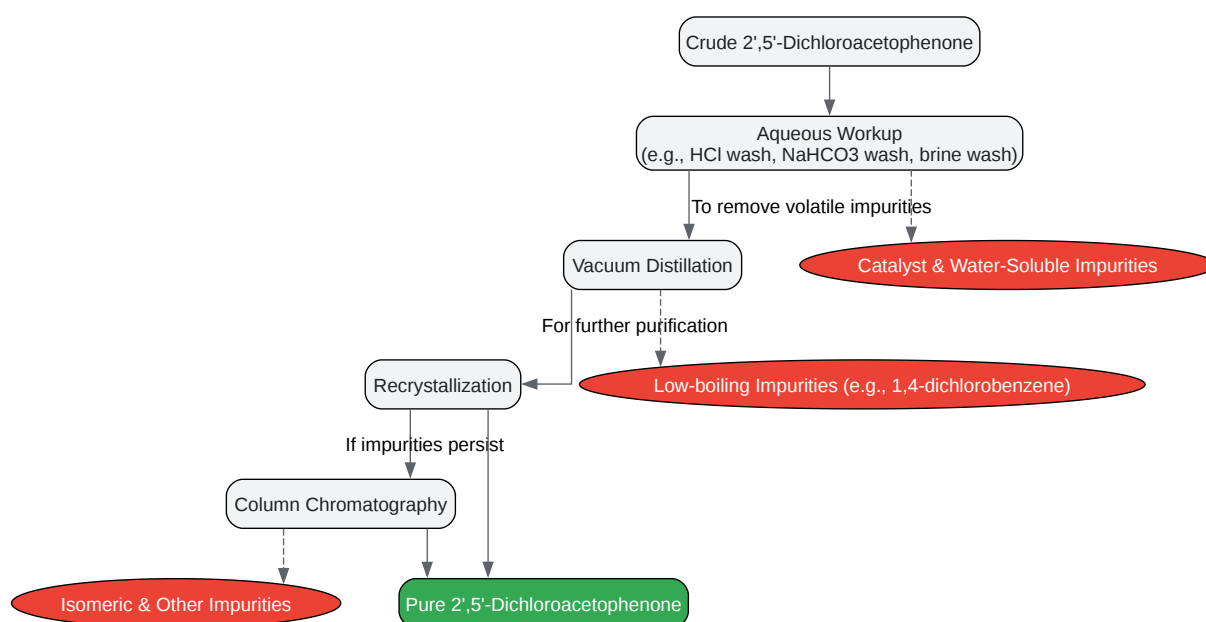 Crude 2',5'-Dichloroacetophenone
Aqueous Workup
(e.g., HCl wash, NaHCO3 wash, brine wash)
To remove volatile impurities
Vacuum Distillation
Catalyst & Water-Soluble Impurities
For further purification
Recrystallization
Low-boiling Impurities (e.g., 1,4-dichlorobenzene)
If impurities persist
Column Chromatography
Isomeric & Other Impurities
Pure 2',5'-Dichloroacetophenone